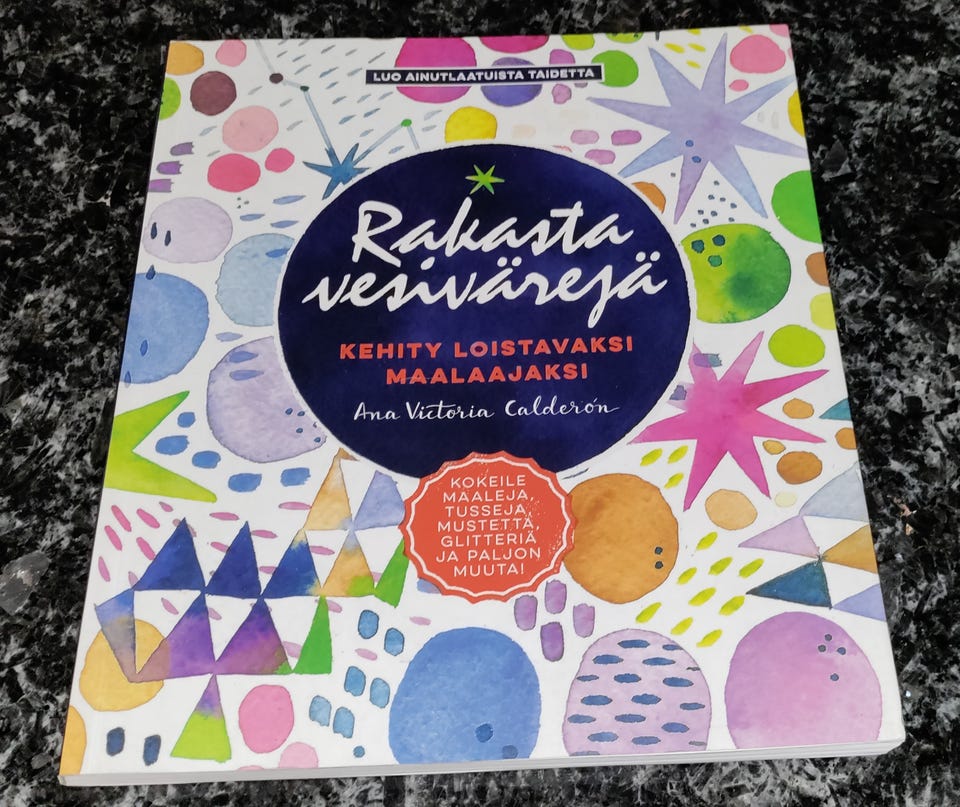 LUO AINUTLAATUISTA TAIDETTA
Rakasta
vesivärejä
KEHITY LOISTAVAKSI
MAALAAJAKSI
Ana Victoria Calderón
KOKEILE
MAALEJA,
TUSSEJA,
MUSTETTA,
GLITTERIÄ
JA PALJON
MUUTA!